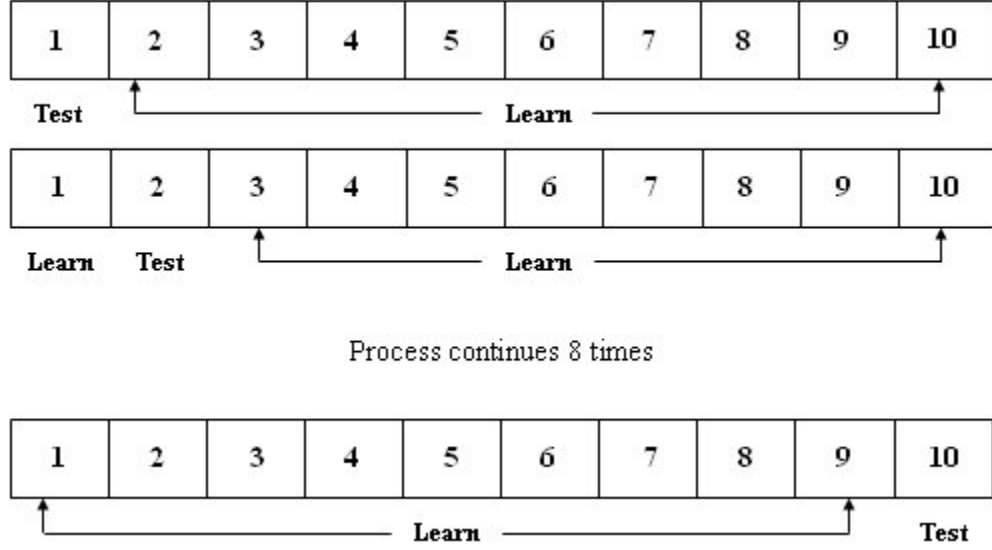 1 2 3 4 5 6 7 8 9 10
Test Learn
1 2 3 4 5 6 7 8 9 10
Learn Test Learn
Process continues 8 times
1 2 3 4 5 6 7 8 9 10
Learn Test